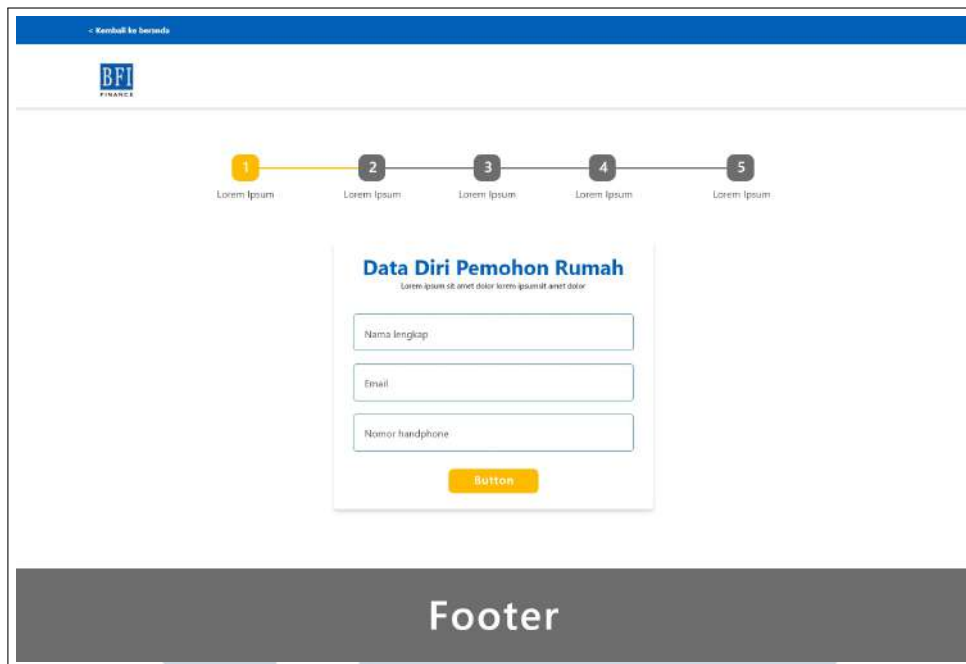 < Kembali ke beranda
BFI
FINANCE
1 2 3 4 5
Lorem Ipsum Lorem Ipsum Lorem Ipsum Lorem Ipsum Lorem Ipsum
Data Diri Pemohon Rumah
Lorem ipsum sit amet dolor lorem ipsum sit amet dolor
Nama lengkap
Email
Nomor handphone
Button
Footer